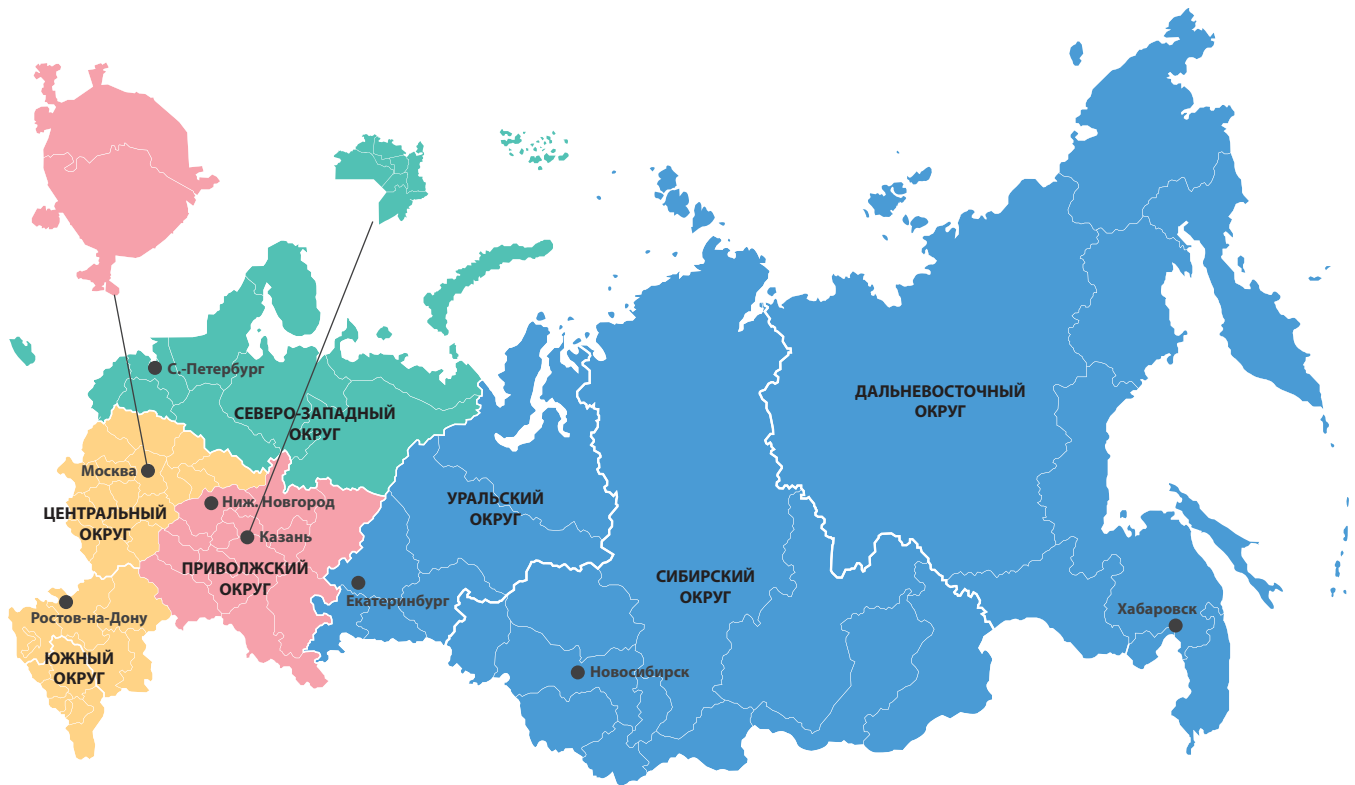 С.-Петербург
СЕВЕРО-ЗАПАДНЫЙ
ОКРУГ
ДАЛЬНЕВОСТОЧНЫЙ
ОКРУГ
Москва
ЦЕНТРАЛЬНЫЙ
ОКРУГ
Ниж. Новгород
Казань
ПРИВОЛЖСКИЙ
ОКРУГ
УРАЛЬСКИЙ
ОКРУГ
Екатеринбург
СИБИРСКИЙ
ОКРУГ
Ростов-на-Дону
ЮЖНЫЙ
ОКРУГ
Новосибирск
Хабаровск